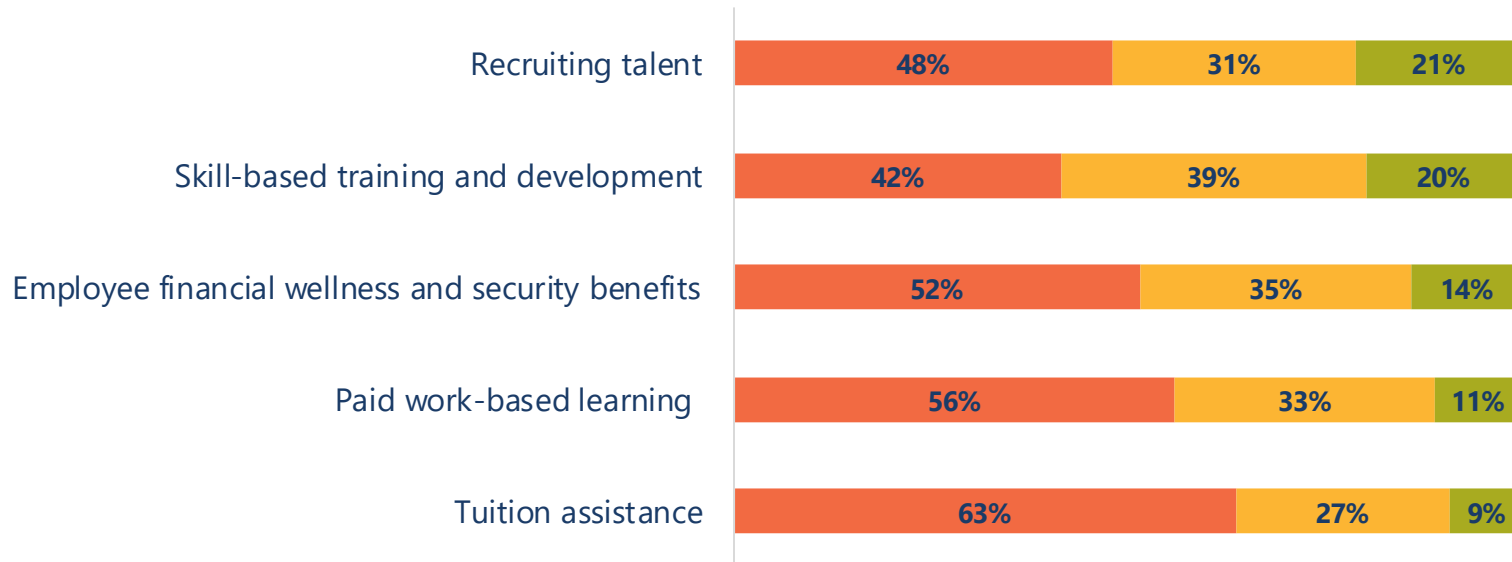 Recruiting talent 48% 31% 21%
Skill-based training and development 42% 39% 20%
Employee financial wellness and security benefits 52% 35% 14%
Paid work-based learning 56% 33% 11%
Tuition assistance 63% 27% 9%